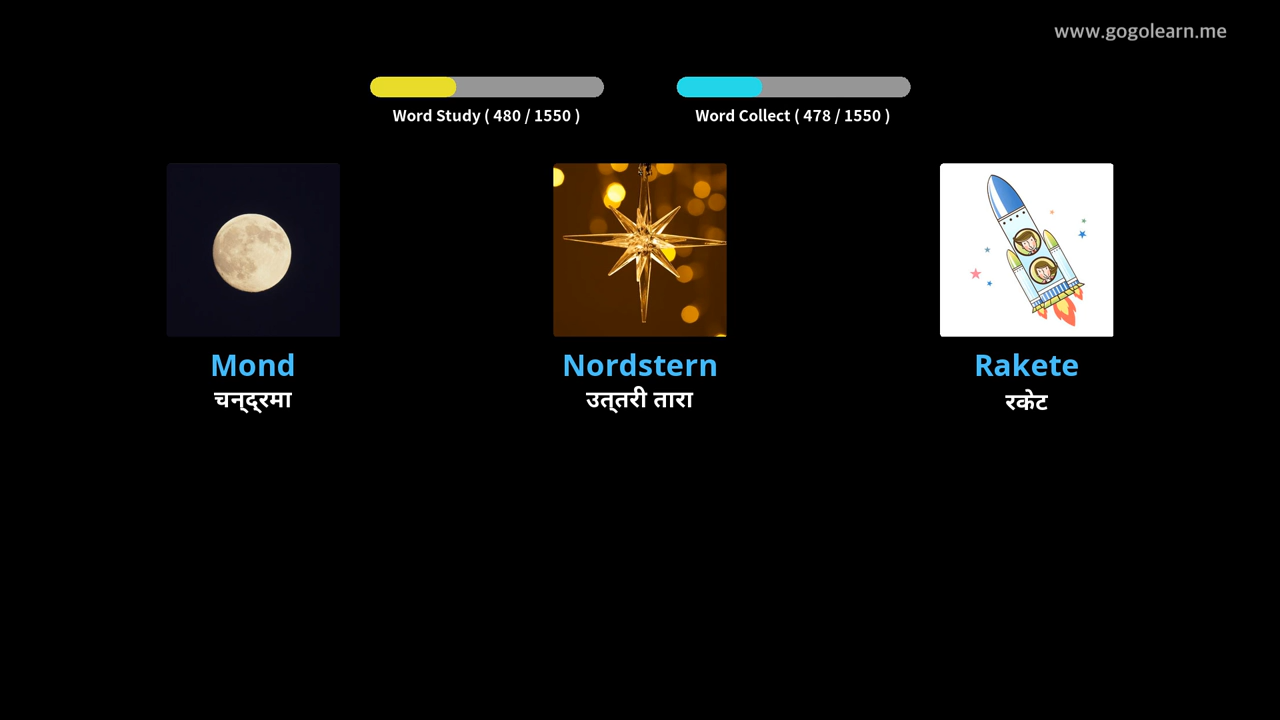 www.gogolearn.me
Word Study ( 480 / 1550 )
Word Collect ( 478 / 1550 )
Mond
चन्द्रमा
Nordstern
उत्तरी तारा
Rakete
रकेट